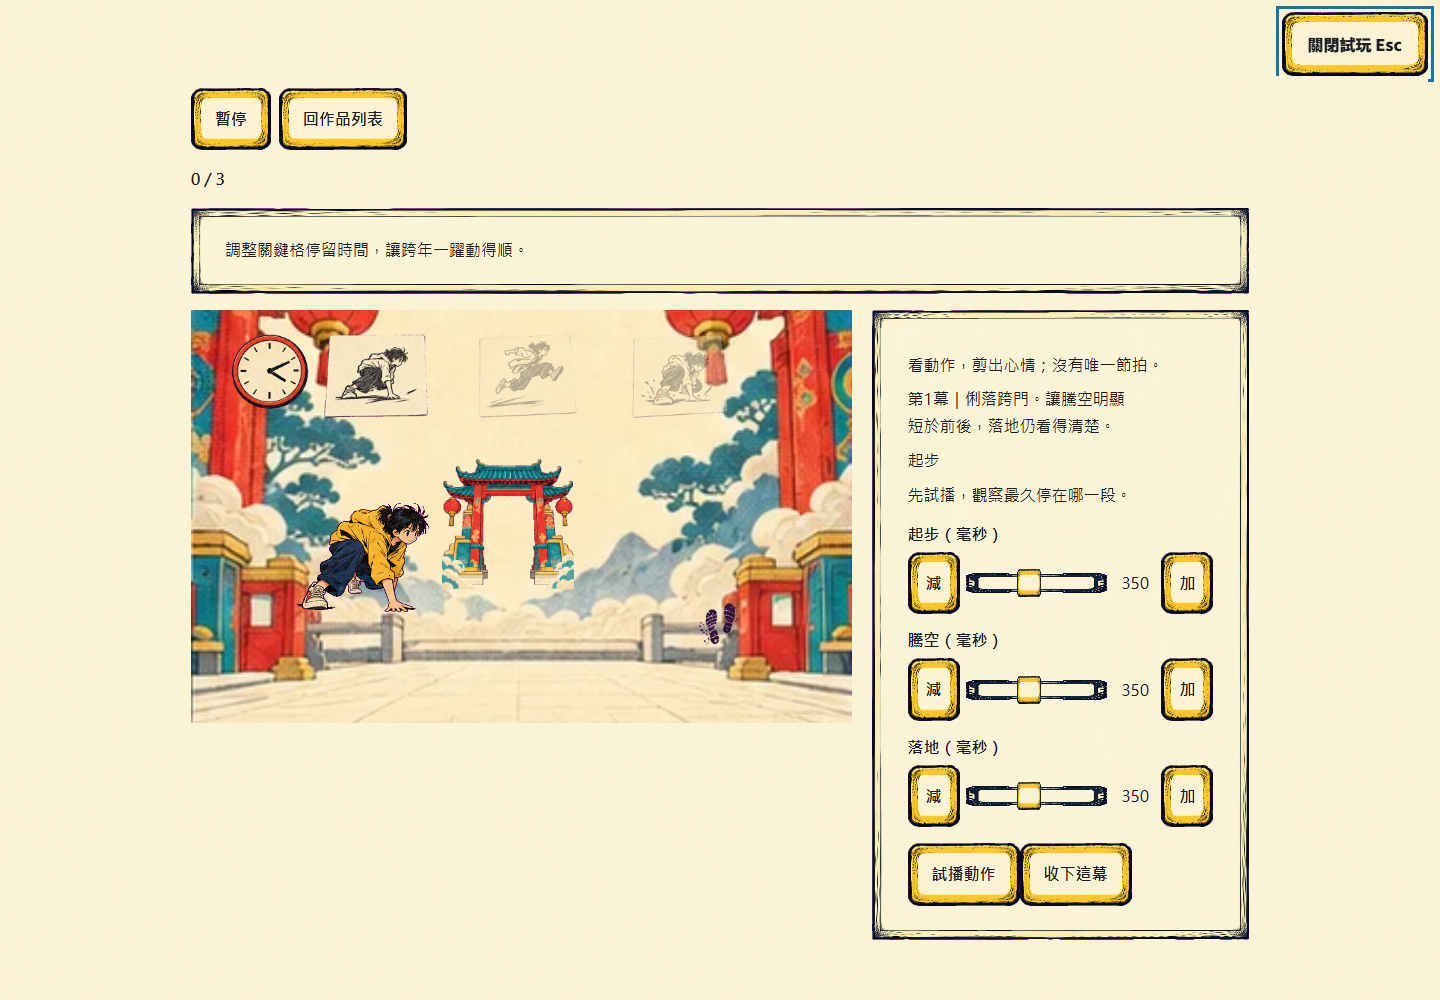 關閉試玩 Esc
暫停
回作品列表
0 / 3
調整關鍵格停留時間，讓跨年一躍動得順。
看動作，剪出心情；沒有唯一節拍。
第1幕｜俐落跨門。讓騰空明顯
短於前後，落地仍看得清楚。
起步
先試播，觀察最久停在哪一段。
起步（毫秒）
減
350
加
騰空（毫秒）
減
350
加
落地（毫秒）
減
350
加
試播動作
收下這幕